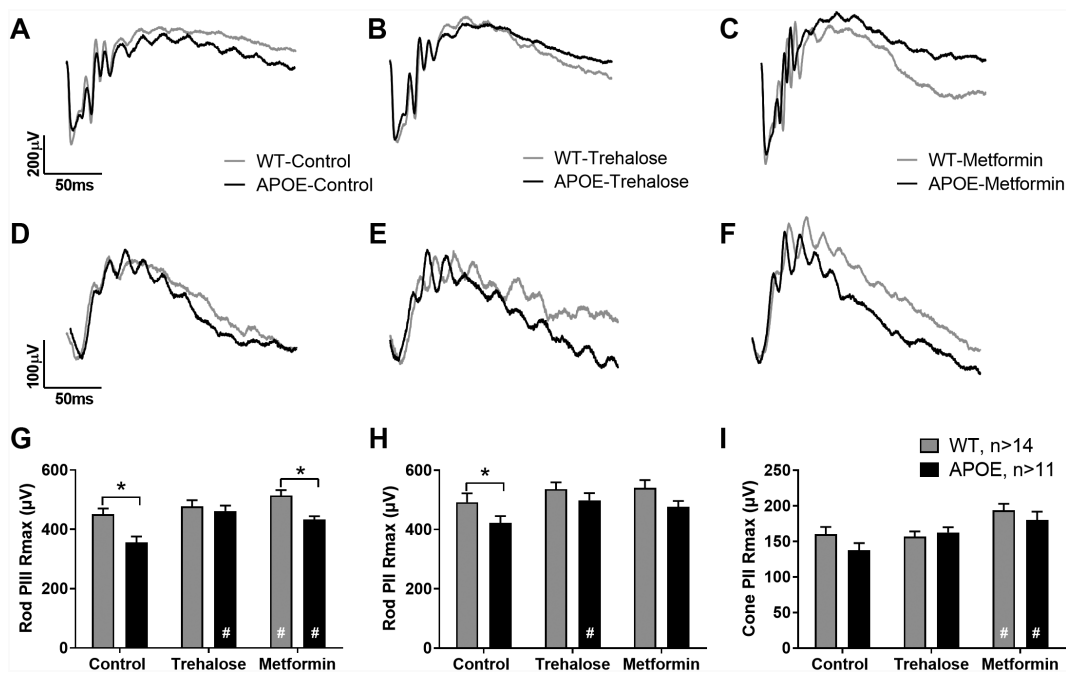 A
B
C
200µV
50ms
WT-Control
APOE-Control
WT-Trehalose
APOE-Trehalose
WT-Metformin
APOE-Metformin
D
E
F
100µV
50ms
G
Rod PIII Rmax (µV)
600
400
200
0
*
*
#
#
#
Control
Trehalose
Metformin
H
Rod PII Rmax (µV)
600
400
200
0
*
#
Control
Trehalose
Metformin
I
WT, n>14
APOE, n>11
Cone PII Rmax (µV)
250
200
150
100
50
0
#
#
Control
Trehalose
Metformin